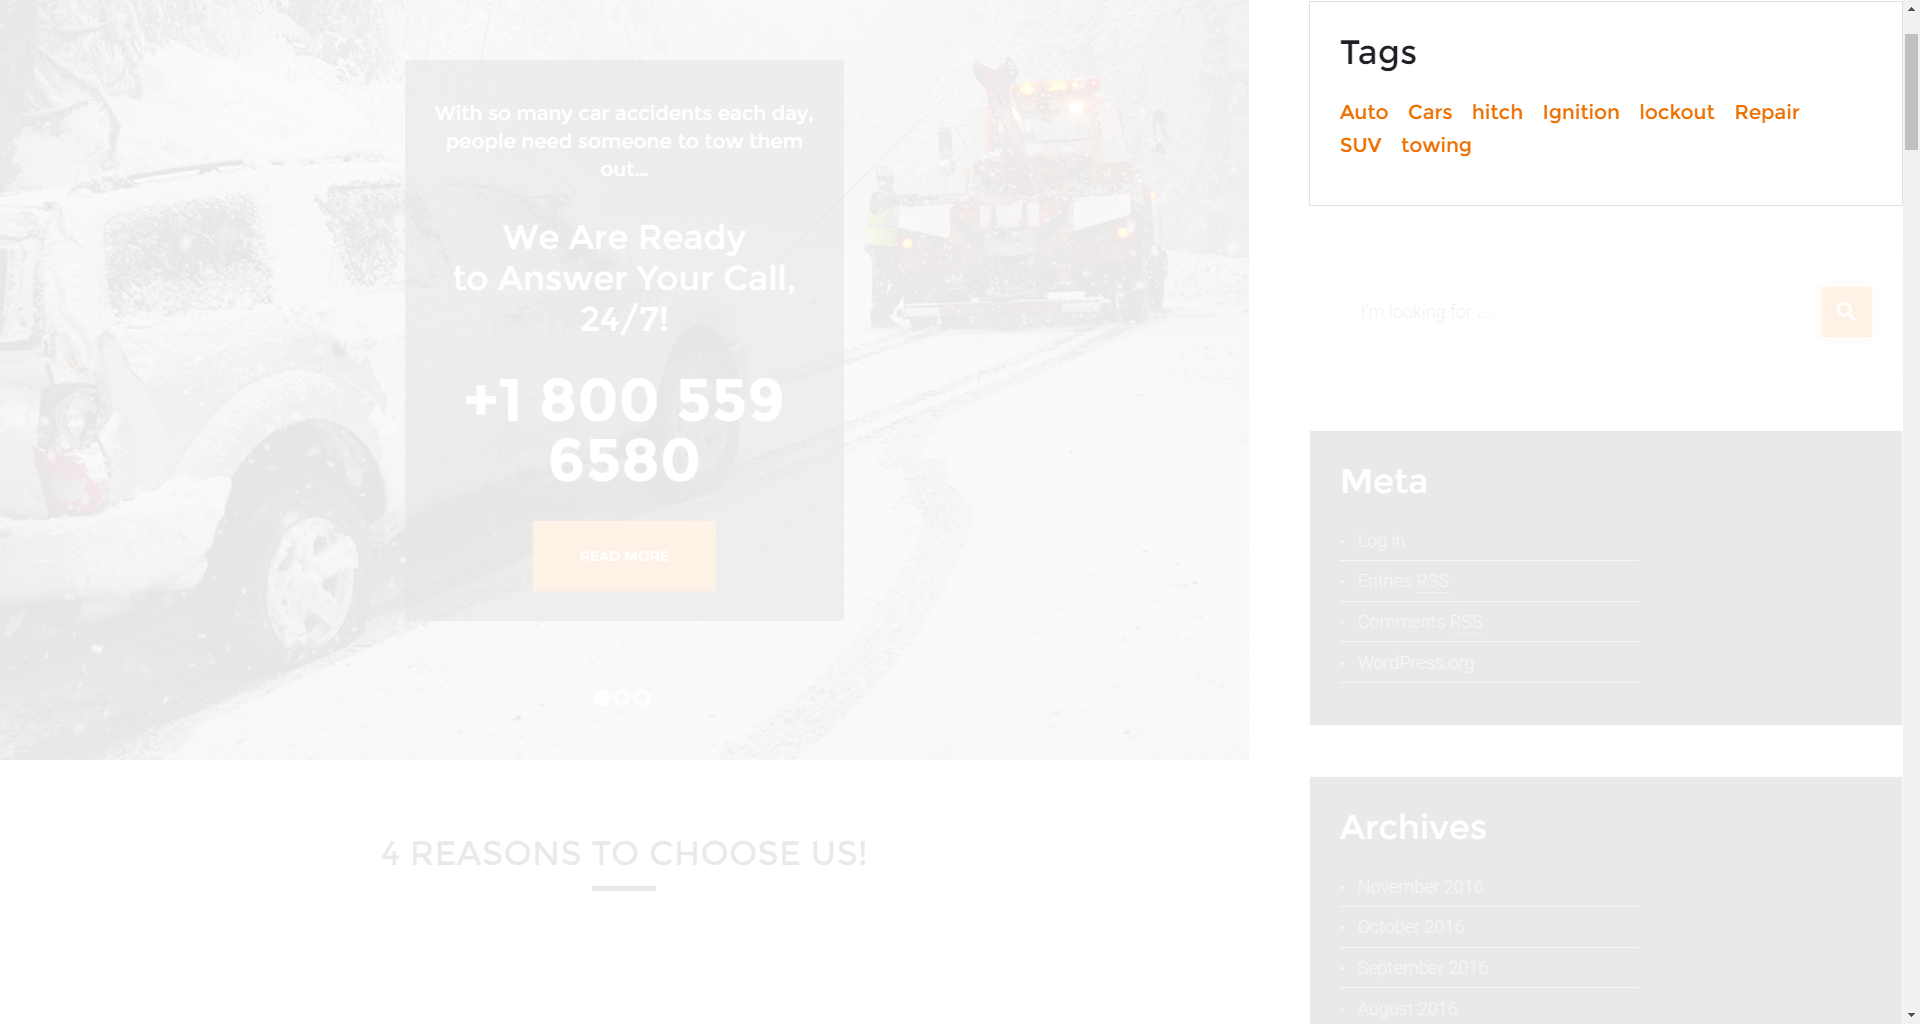 With so many car accidents each day,
people need someone to tow them
out...
We Are Ready
to Answer Your Call,
24/7!
+1 800 559
6580
READ MORE
4 REASONS TO CHOOSE US!
Tags
Auto Cars hitch Ignition lockout Repair
SUV towing
I'm looking for ...
Meta
Log in
Entries RSS
Comments RSS
WordPress.org
Archives
November 2016
October 2016
September 2016
August 2016